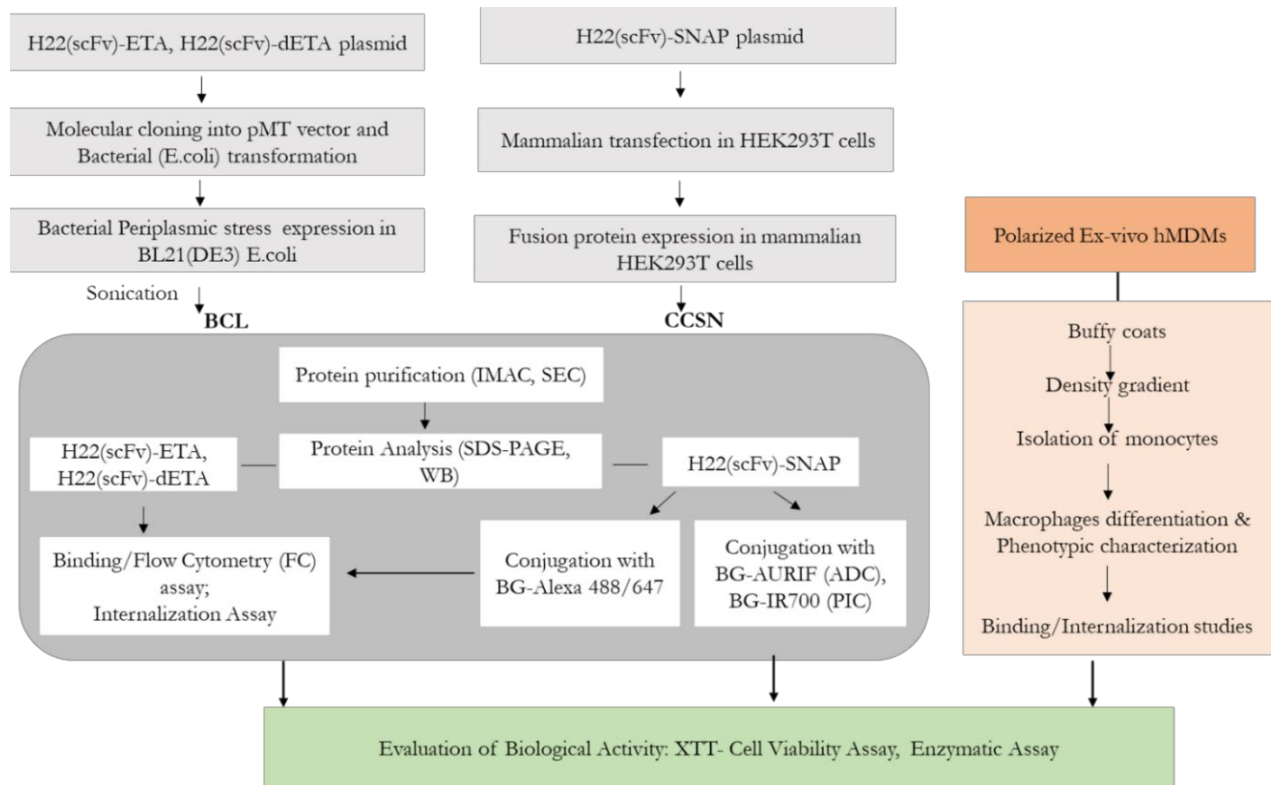 H22(scFv)-ETA, H22(scFv)-dETA plasmid
Molecular cloning into pMT vector and
Bacterial (E.coli) transformation
Bacterial Periplasmic stress expression in
BL21(DE3) E.coli
Sonication
BCL
H22(scFv)-SNAP plasmid
Mammalian transfection in HEK293T cells
Fusion protein expression in mammalian
HEK293T cells
CCSN
Protein purification (IMAC, SEC)
Protein Analysis (SDS-PAGE,
WB)
H22(scFv)-ETA,
H22(scFv)-dETA
H22(scFv)-SNAP
Binding/Flow Cytometry (FC)
assay;
Internalization Assay
Conjugation with
BG-Alexa 488/647
Conjugation with
BG-AURIF (ADC),
BG-IR700 (PIC)
Polarized Ex-vivo hMDMs
Buffy coats
Density gradient
Isolation of monocytes
Macrophages differentiation &
Phenotypic characterization
Binding/Internalization studies
Evaluation of Biological Activity: XTT- Cell Viability Assay, Enzymatic Assay